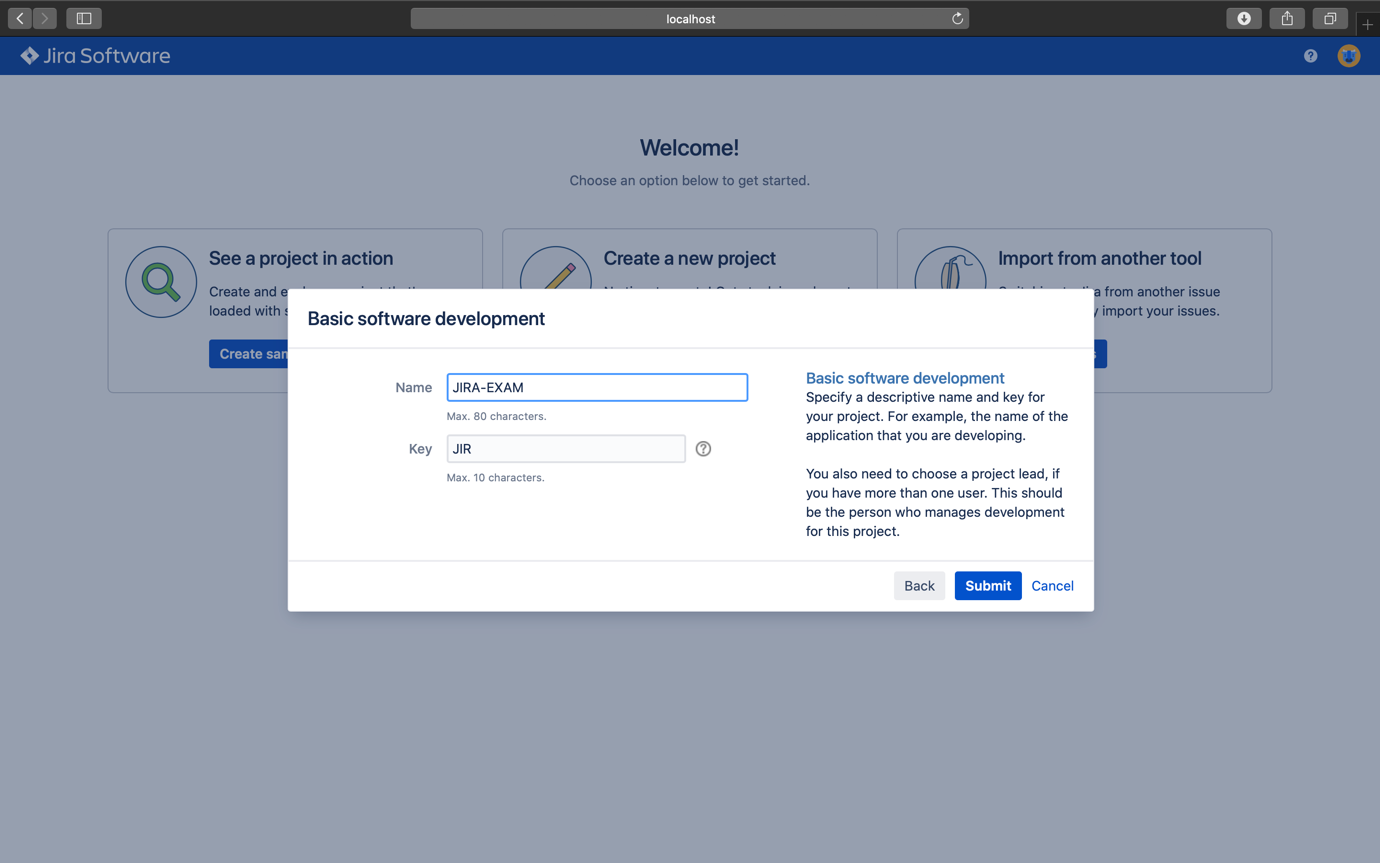 localhost
Jira Software
Welcome!
Choose an option below to get started.
See a project in action
Create and
loaded with
Create
Create a new project
Import from another tool
from another issue
import your issues.
Basic software development
Name
JIRA-EXAM
Max. 80 characters.
Key
JIR
Max. 10 characters.
Basic software development
Specify a descriptive name and key for
your project. For example, the name of the
application that you are developing.
You also need to choose a project lead, if
you have more than one user. This should
be the person who manages development
for this project.
Back
Submit
Cancel